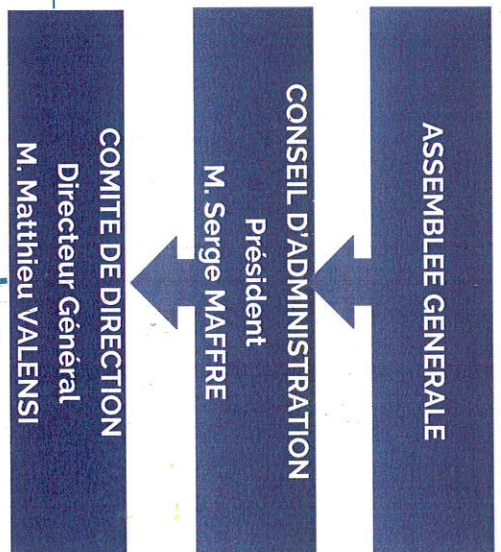 ASSEMBLEE GENERALE
CONSEIL D'ADMINISTRATION
Président
M. Serge MAFFRE
COMITE DE DIRECTION
Directeur Général
M. Matthieu VALENSI